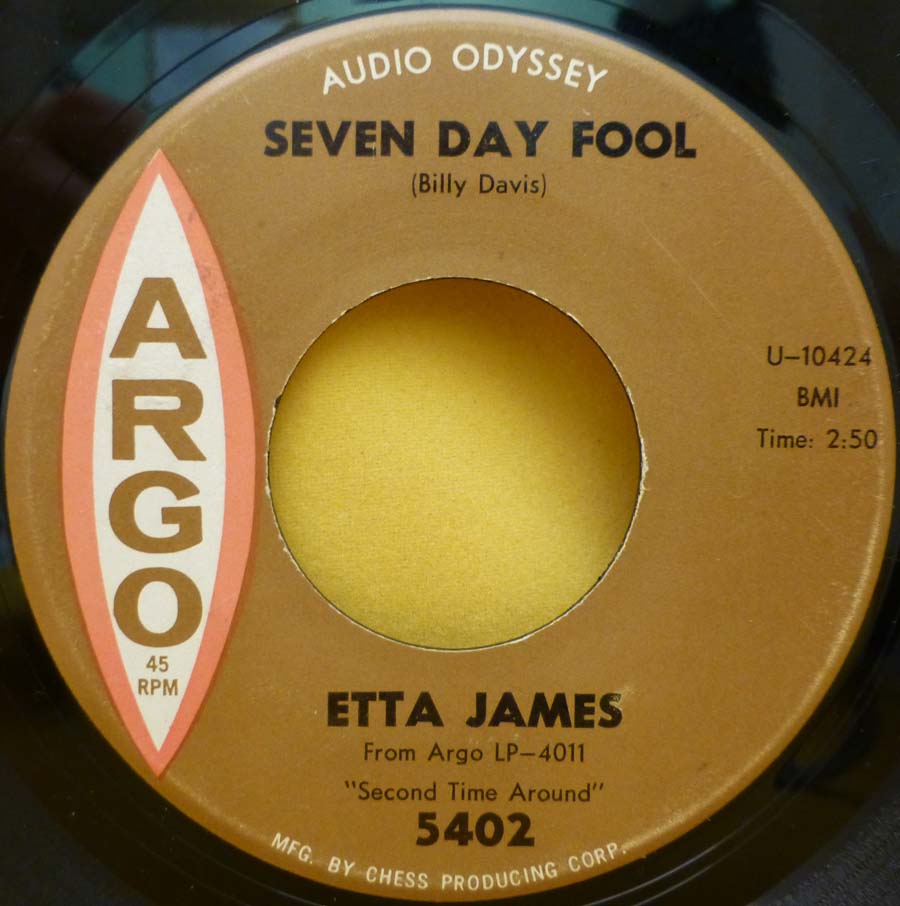 AUDIO ODYSSEY
SEVEN DAY FOOL
(Billy Davis)
ARGO
45
RPM
U-10424
BMI
Time: 2:50
ETTA JAMES
From Argo LP-4011
"Second Time Around"
5402
MFG. BY CHESS PRODUCING CORP.